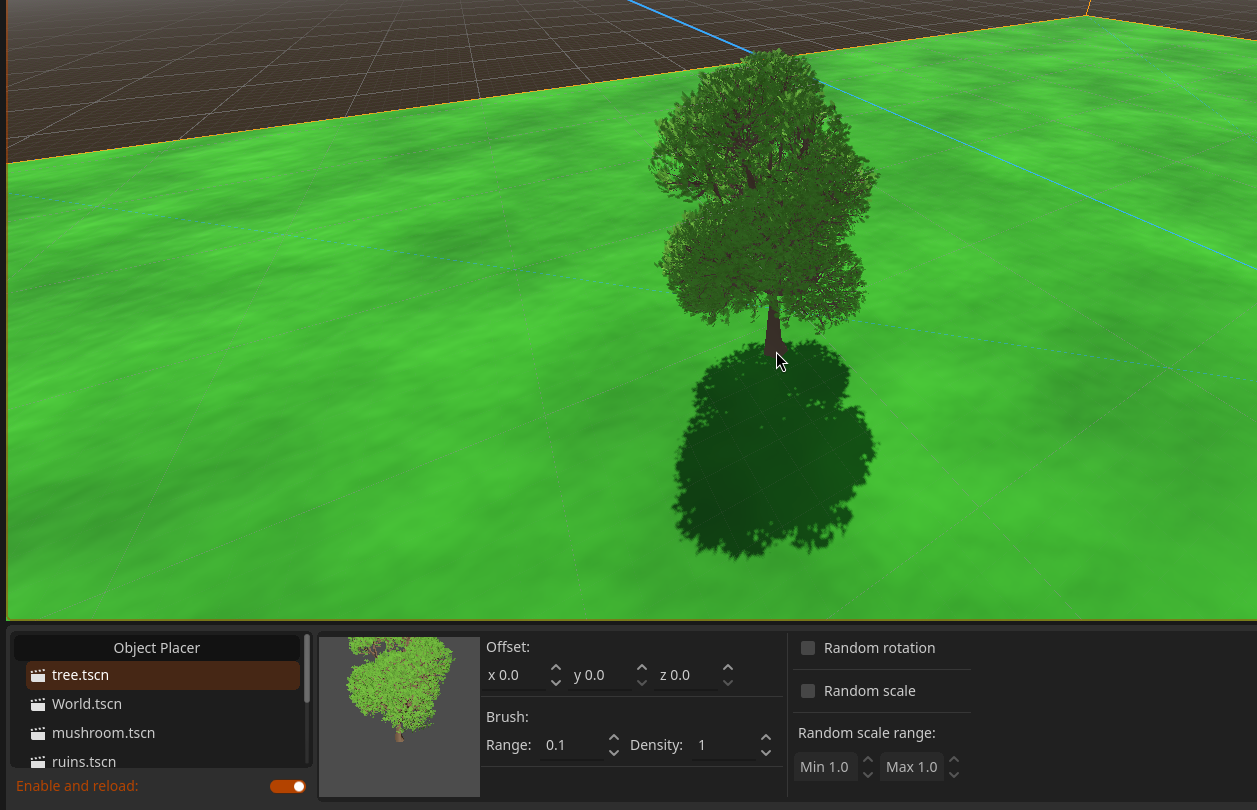 Object Placer
tree.tscn
World.tscn
mushroom.tscn
ruins.tscn
Enable and reload:
Offset:
x 0.0 y 0.0 z 0.0
Brush:
Range: 0.1 Density: 1
Random rotation
Random scale
Random scale range:
Min 1.0 Max 1.0